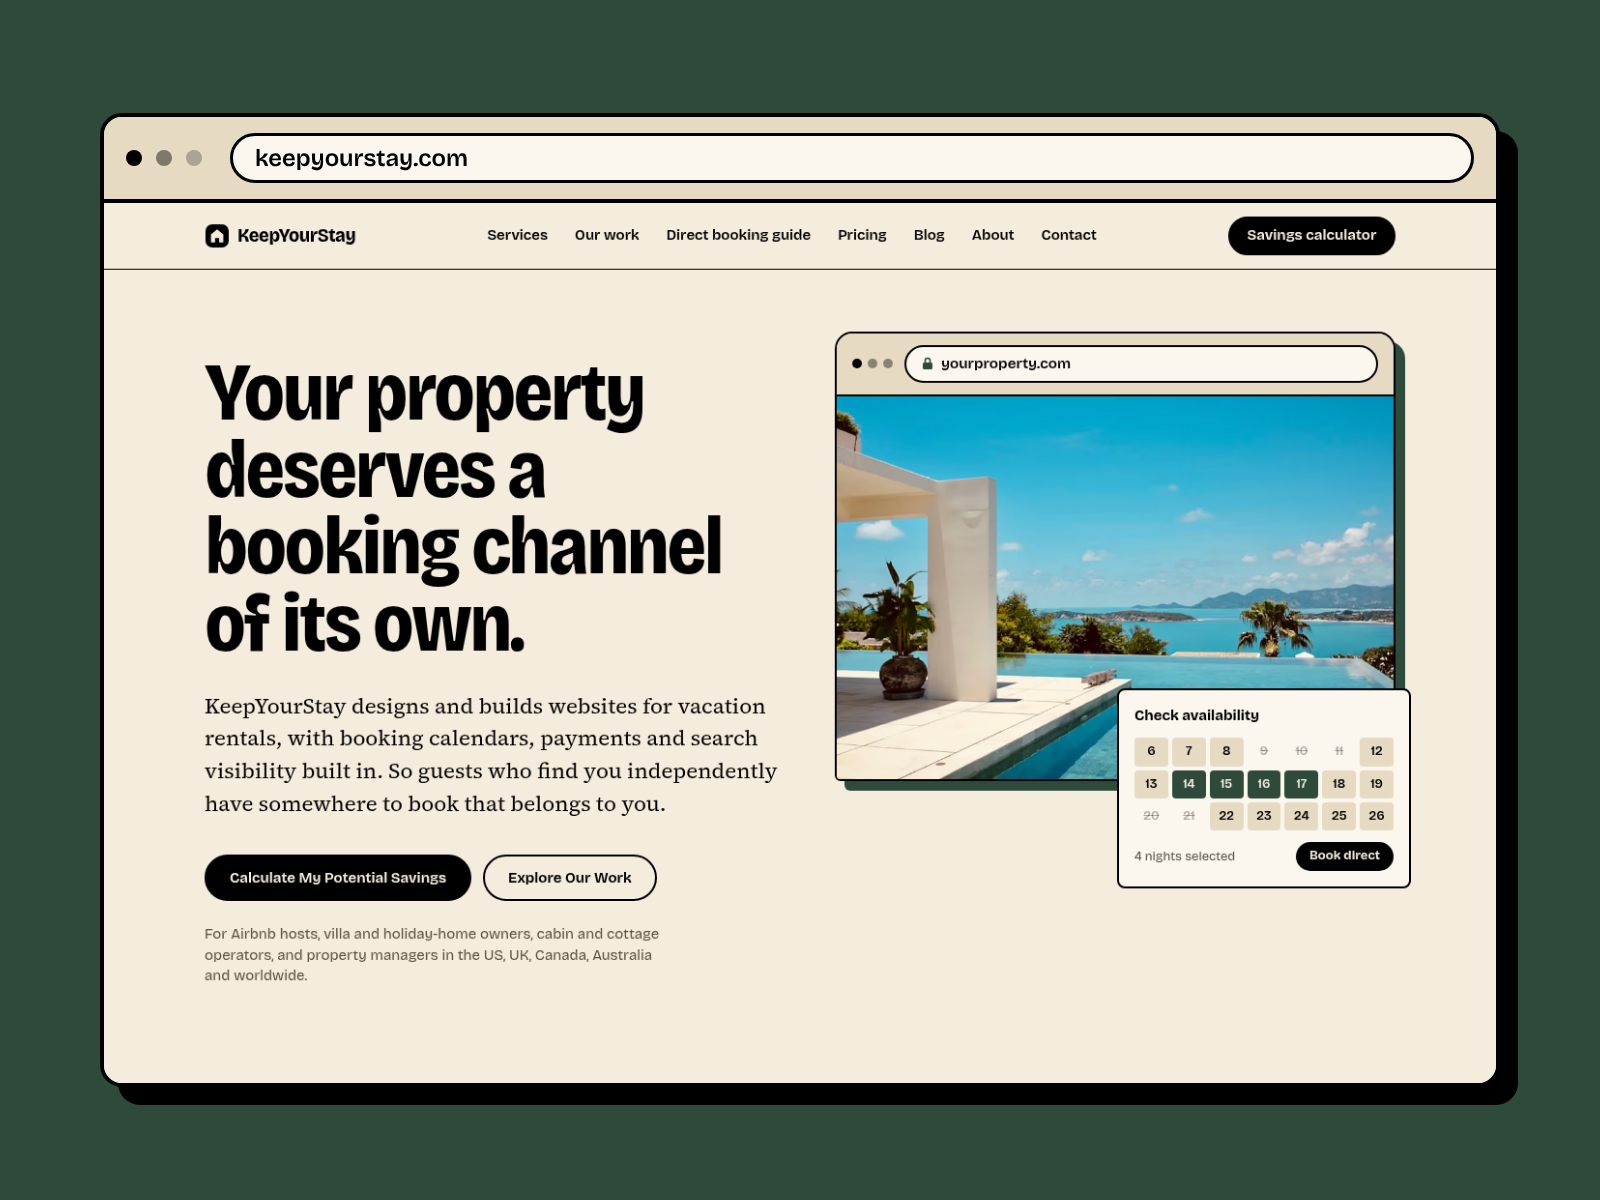 keepyourstay.com
KeepYourStay
Services Our work Direct booking guide Pricing Blog About Contact
Savings calculator
Your property
deserves a
booking channel
of its own.
KeepYourStay designs and builds websites for vacation
rentals, with booking calendars, payments and search
visibility built in. So guests who find you independently
have somewhere to book that belongs to you.
Calculate My Potential Savings
Explore Our Work
For Airbnb hosts, villa and holiday-home owners, cabin and cottage
operators, and property managers in the US, UK, Canada, Australia
and worldwide.
yourproperty.com
Check availability
6 7 8 9 10 11 12
13 14 15 16 17 18 19
20 21 22 23 24 25 26
4 nights selected
Book direct